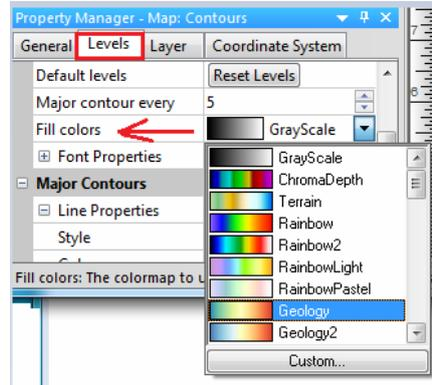 Property Manager - Map: Contours
General Levels Layer Coordinate System
Default levels Reset Levels
Major contour every 5
Fill colors GrayScale
Font Properties
GrayScale
ChromaDepth
Major Contours
Terrain
Line Properties
Rainbow
Style
Rainbow2
RainbowLight
Fill colors: The colormap to
RainbowPastel
Geology
Geology2
Custom...
7
6